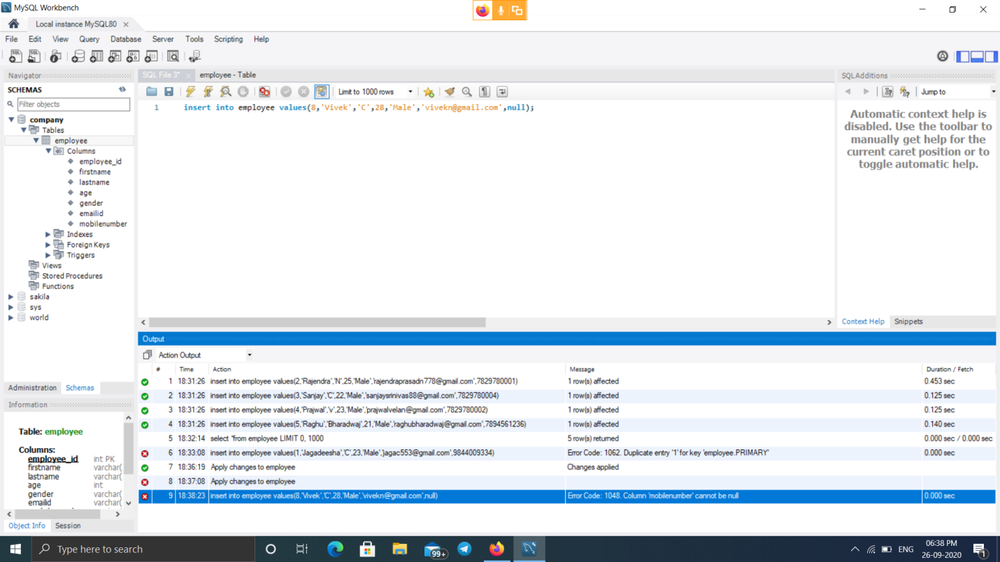 MySQL Workbench
Local instance MySQL80
File Edit View Query Database Server Tools Scripting Help
Navigator
SCHEMAS
Filter objects
company
Tables
employee
Columns
employee_id
firstname
lastname
age
gender
emailid
mobilenumber
Indexes
Foreign Keys
Triggers
Views
Stored Procedures
Functions
sakila
sys
world
Administration Schemas
Information
Table: employee
Columns:
employee_id int PK
firstname varchar(
lastname varchar(
age int
gender varchar(
emailid varchar(
Object Info Session
SQL File 3* employee - Table
Limit to 1000 rows
1 insert into employee values(8,'Vivek','C',28,'Male','vivekn@gmail.com',null);
SQLAdditions
Jump to
Automatic context help is
disabled. Use the toolbar to
manually get help for the
current caret position or to
toggle automatic help.
Context Help Snippets
Output
Action Output
# Time Action Message Duration / Fetch
1 18:31:26 insert into employee values(2,'Rajendra','N',25,'Male','rajendraprasadn778@gmail.com',7829780001) 1 row(s) affected 0.453 sec
2 18:31:26 insert into employee values(3,'Sanjay','C',22,'Male','sanjaysrinivas88@gmail.com',7829780004) 1 row(s) affected 0.125 sec
3 18:31:26 insert into employee values(4,'Prajwal','v',23,'Male','prajwalvelan@gmail.com',7829780002) 1 row(s) affected 0.125 sec
4 18:31:26 insert into employee values(5,'Raghu','Bharadwaj',21,'Male','raghubharadwaj@gmail.com',7894561236) 1 row(s) affected 0.140 sec
5 18:32:14 select *from employee LIMIT 0, 1000 5 row(s) returned 0.000 sec / 0.000 sec
6 18:33:08 insert into employee values(1,'Jagadeesha','C',23,'Male','jagac553@gmail.com',9844009334) Error Code: 1062. Duplicate entry '1' for key 'employee.PRIMARY' 0.000 sec
7 18:36:19 Apply changes to employee Changes applied
8 18:37:08 Apply changes to employee
9 18:38:23 insert into employee values(8,'Vivek','C',28,'Male','vivekn@gmail.com',null) Error Code: 1048. Column 'mobilenumber' cannot be null 0.000 sec
Type here to search
99+
ENG
06:38 PM
26-09-2020
1